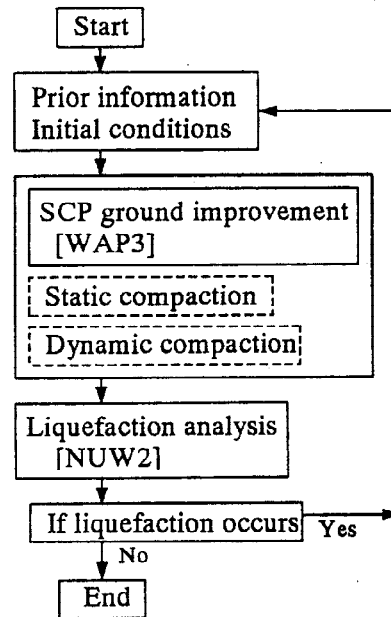 Start
Prior information
Initial conditions
SCP ground improvement
[WAP3]
Static compaction
Dynamic compaction
Liquefaction analysis
[NUW2]
If liquefaction occurs
Yes
No
End